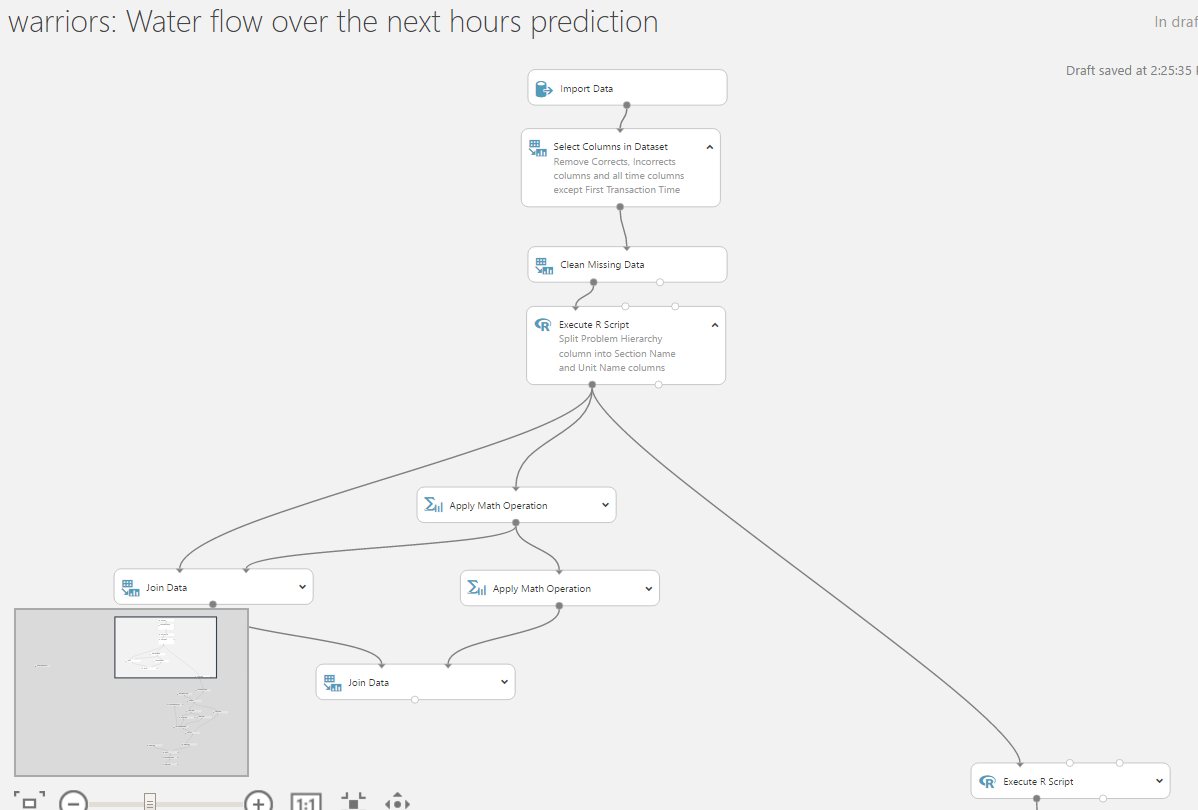 warriors: Water flow over the next hours prediction
In draf
Draft saved at 2:25:35
Import Data
Select Columns in Dataset
Remove Corrects, Incorrects
columns and all time columns
except First Transaction Time
Clean Missing Data
Execute R Script
Split Problem Hierarchy
column into Section Name
and Unit Name columns
Apply Math Operation
Join Data
Apply Math Operation
Join Data
Execute R Script
1:1